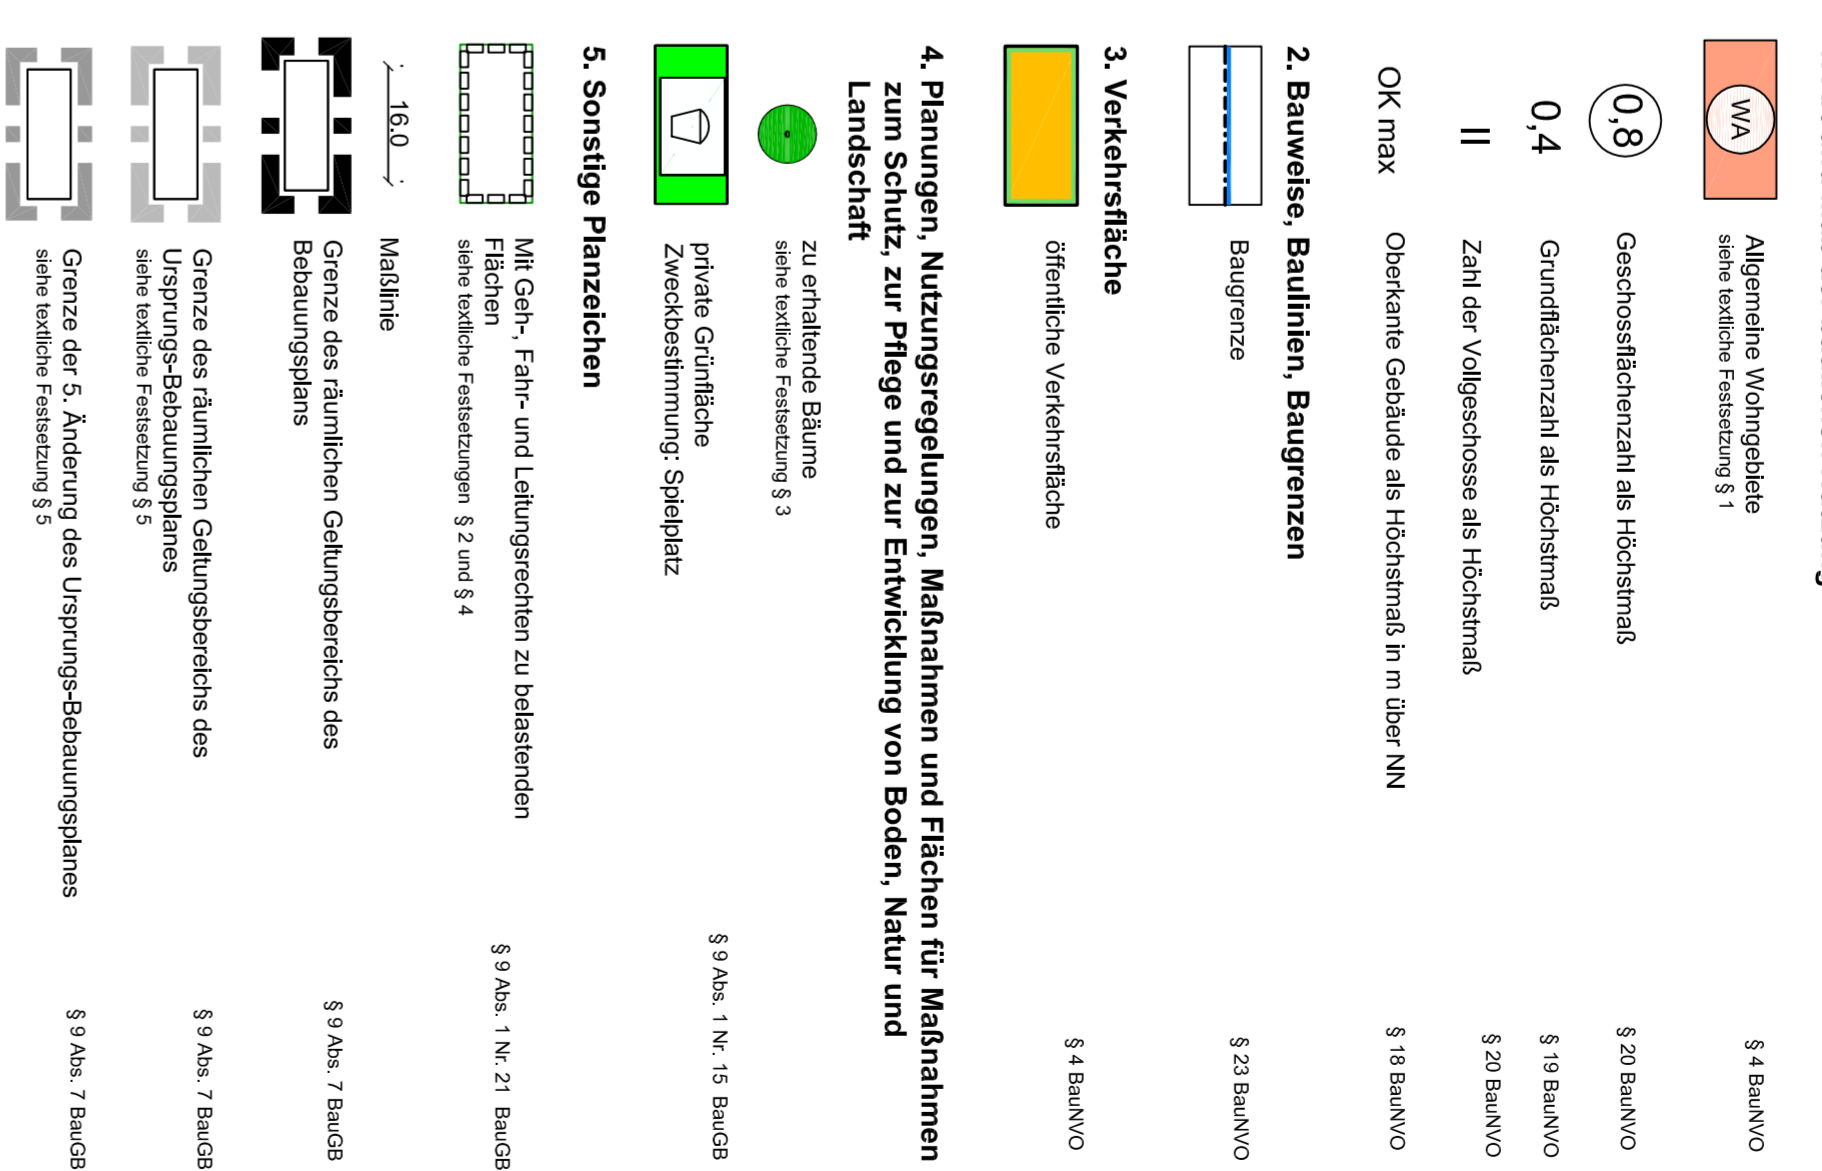 WA
Allgemeine Wohngebiete
§ 4 BauNVO
siehe textliche Festsetzung § 1
0,8
Geschossflächenzahl als Höchstmaß
§ 20 BauNVO
0,4
Grundflächenzahl als Höchstmaß
§ 19 BauNVO
II
Zahl der Vollgeschosse als Höchstmaß
§ 20 BauNVO
OK max
Oberkante Gebäude als Höchstmaß in m über NN
§ 18 BauNVO
2. Bauweise, Baulinien, Baugrenzen
Baugrenze
§ 23 BauNVO
3. Verkehrsfläche
öffentliche Verkehrsfläche
§ 4 BauNVO
4. Planungen, Nutzungsregelungen, Maßnahmen und Flächen für Maßnahmen
zum Schutz, zur Pflege und zur Entwicklung von Boden, Natur und
Landschaft
zu erhaltende Bäume
siehe textliche Festsetzung § 3
private Grünfläche
Zweckbestimmung: Spielplatz
§ 9 Abs. 1 Nr. 15 BauGB
5. Sonstige Planzeichen
Mit Geh-, Fahr- und Leitungsrechten zu belastenden
Flächen
§ 9 Abs. 1 Nr. 21 BauGB
siehe textliche Festsetzungen § 2 und § 4
16.0
Maßlinie
Grenze des räumlichen Geltungsbereichs des
Bebauungsplans
§ 9 Abs. 7 BauGB
Grenze des räumlichen Geltungsbereichs des
Ursprungs-Bebauungsplanes
§ 9 Abs. 7 BauGB
siehe textliche Festsetzung § 5
Grenze der 5. Änderung des Ursprungs-Bebauungsplanes
§ 9 Abs. 7 BauGB
siehe textliche Festsetzung § 5